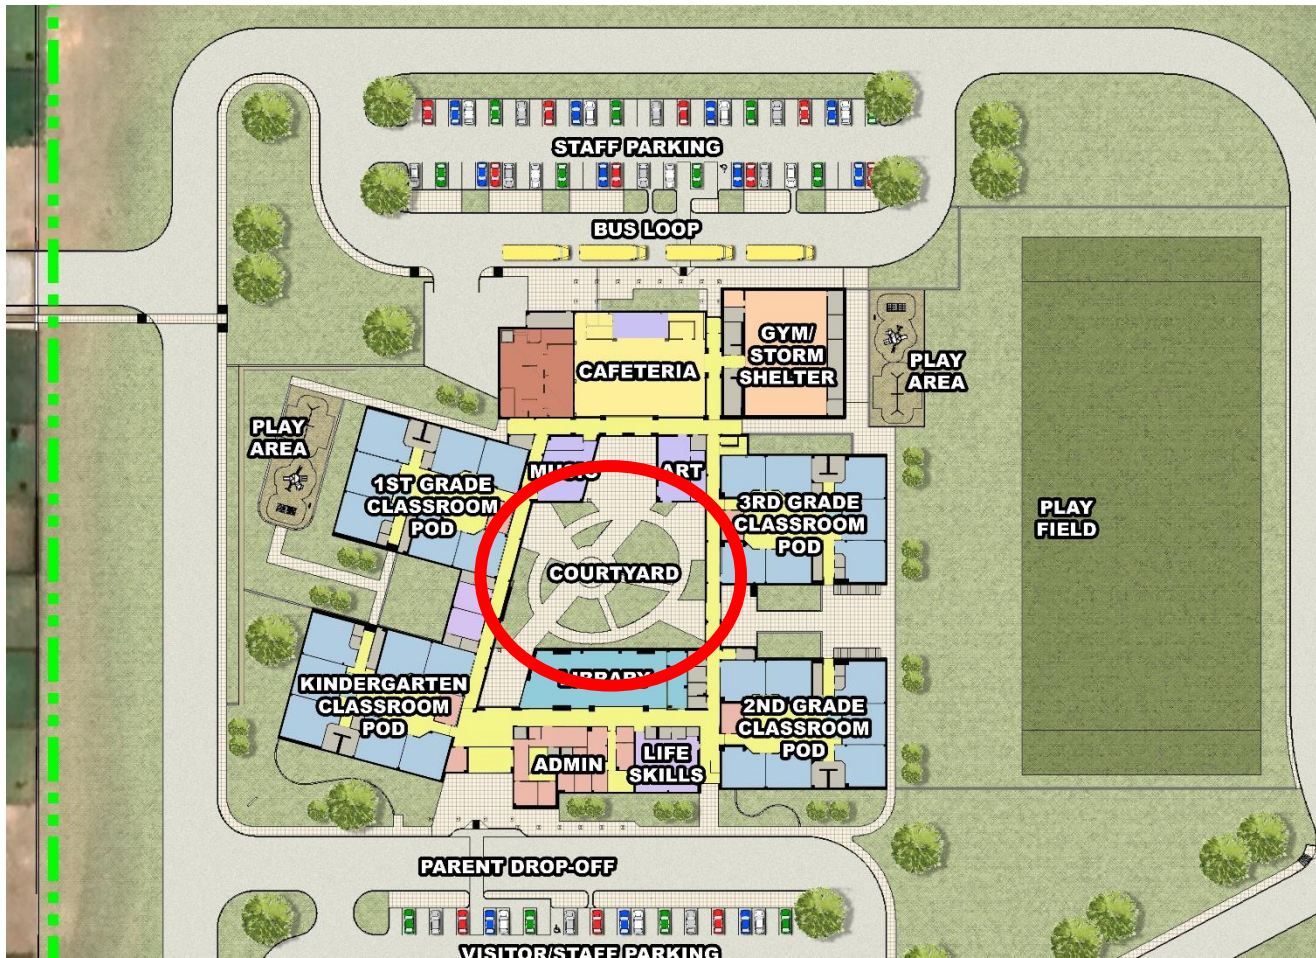 STAFF PARKING
BUS LOOP
CAFETERIA
GYM/
STORM
SHELTER
PLAY
AREA
PLAY
AREA
MUSIC
ART
1ST GRADE
CLASSROOM
POD
3RD GRADE
CLASSROOM
POD
PLAY
FIELD
COURTYARD
LIBRARY
KINDERGARTEN
CLASSROOM
POD
2ND GRADE
CLASSROOM
POD
ADMIN
LIFE
SKILLS
PARENT DROP-OFF
VISITOR/STAFF PARKING